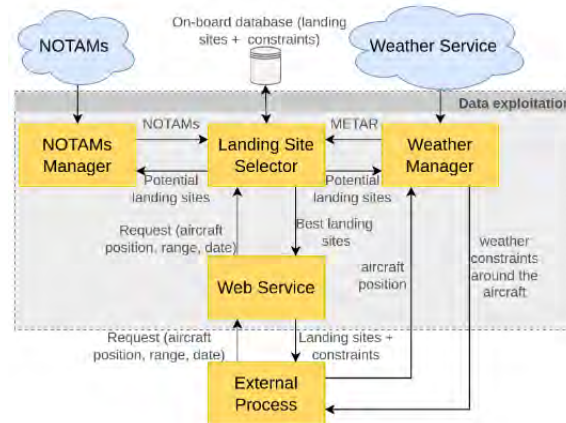 NOTAMs
On-board database (landing
sites + constraints)
Weather Service
Data exploitation
NOTAMs
Manager
NOTAMs
Landing Site
Selector
METAR
Weather
Manager
Potential
landing sites
Potential
landing sites
Request (aircraft
position, range, date)
Best landing
sites
aircraft
position
weather
constraints
around the
aircraft
Web Service
Request (aircraft
position, range, date)
Landing sites +
constraints
External
Process